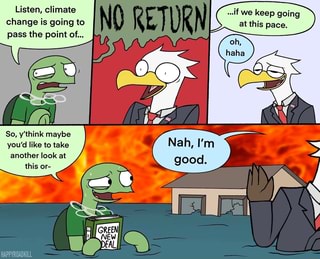 Listen, climate
change is going to
pass the point of...
NO RETURN
...if we keep going
at this pace.
oh,
haha
So, y'think maybe
you'd like to take
another look at
this or-
Nah, I'm
good.
GREEN
NEW
DEAL
HAPPYROADKILL